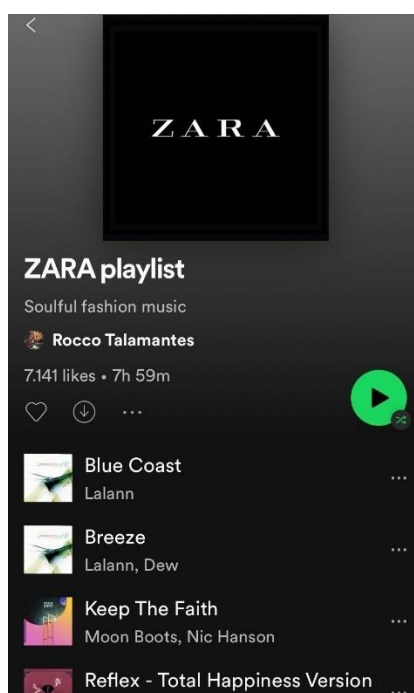 ZARA
ZARA playlist
Soulful fashion music
Rocco Talamantes
7.141 likes • 7h 59m
Blue Coast
Lalann
Breeze
Lalann, Dew
Keep The Faith
Moon Boots, Nic Hanson
Reflex - Total Happiness Version